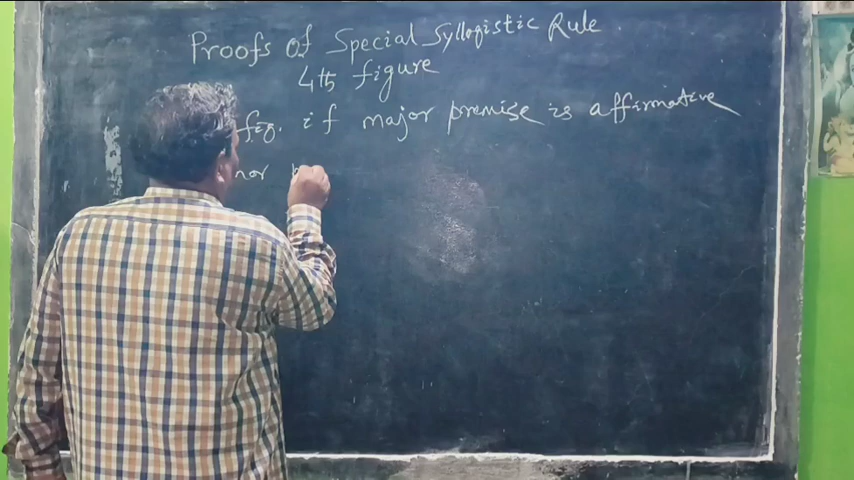 Proofs of Special Syllogistic Rule
4th figure
fig. if major premise is affirmative
nor